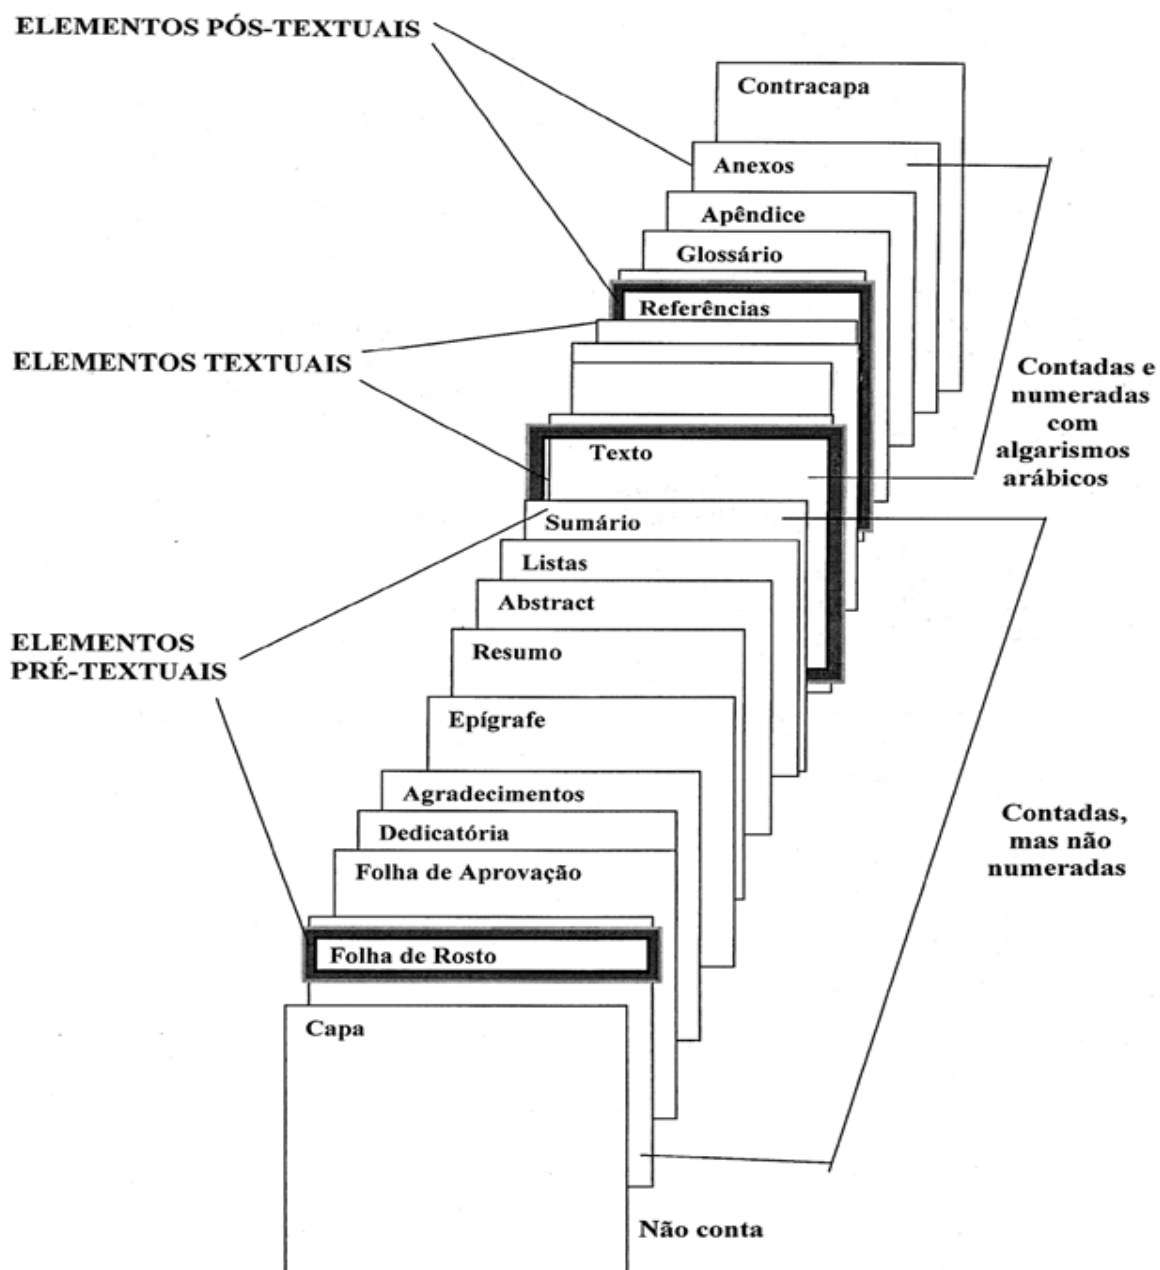 ELEMENTOS PÓS-TEXTUAIS
Contracapa
Anexos
Apêndice
Glossário
Referências
ELEMENTOS TEXTUAIS
Contadas e
numeradas
com
algarismos
arábicos
Texto
Sumário
Listas
Abstract
ELEMENTOS
PRÉ-TEXTUAIS
Resumo
Epígrafe
Agradecimentos
Dedicatória
Folha de Aprovação
Contadas,
mas não
numeradas
Folha de Rosto
Capa
Não conta